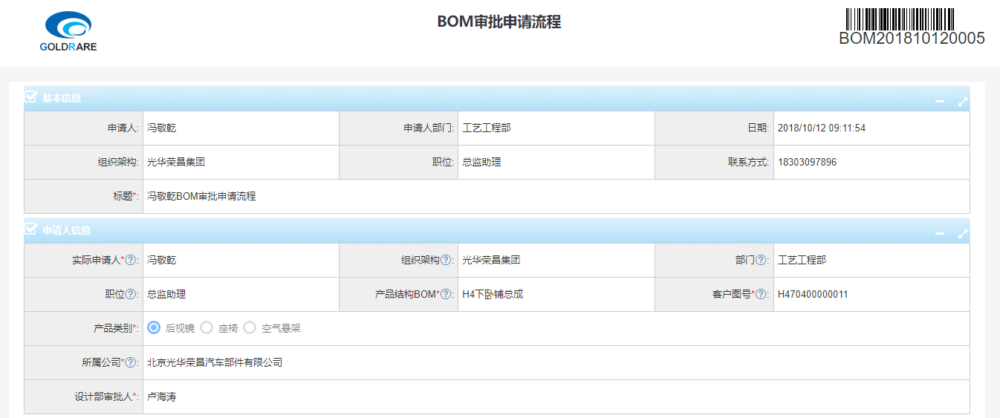 GOLDRARE
BOM审批申请流程
BOM201810120005
基本信息
申请人: 冯敬乾 申请人部门: 工艺工程部 日期: 2018/10/12 09:11:54
组织架构: 光华荣昌集团 职位: 总监助理 联系方式: 18303097896
标题*: 冯敬乾BOM审批申请流程
申请人信息
实际申请人*?: 冯敬乾 组织架构?: 光华荣昌集团 部门?: 工艺工程部
职位?: 总监助理 产品结构BOM*?: H4下卧铺总成 客户图号*?: H470400000011
产品类别*: 后视镜 座椅 空气悬架
所属公司*?: 北京光华荣昌汽车部件有限公司
设计部审批人*: 卢海涛